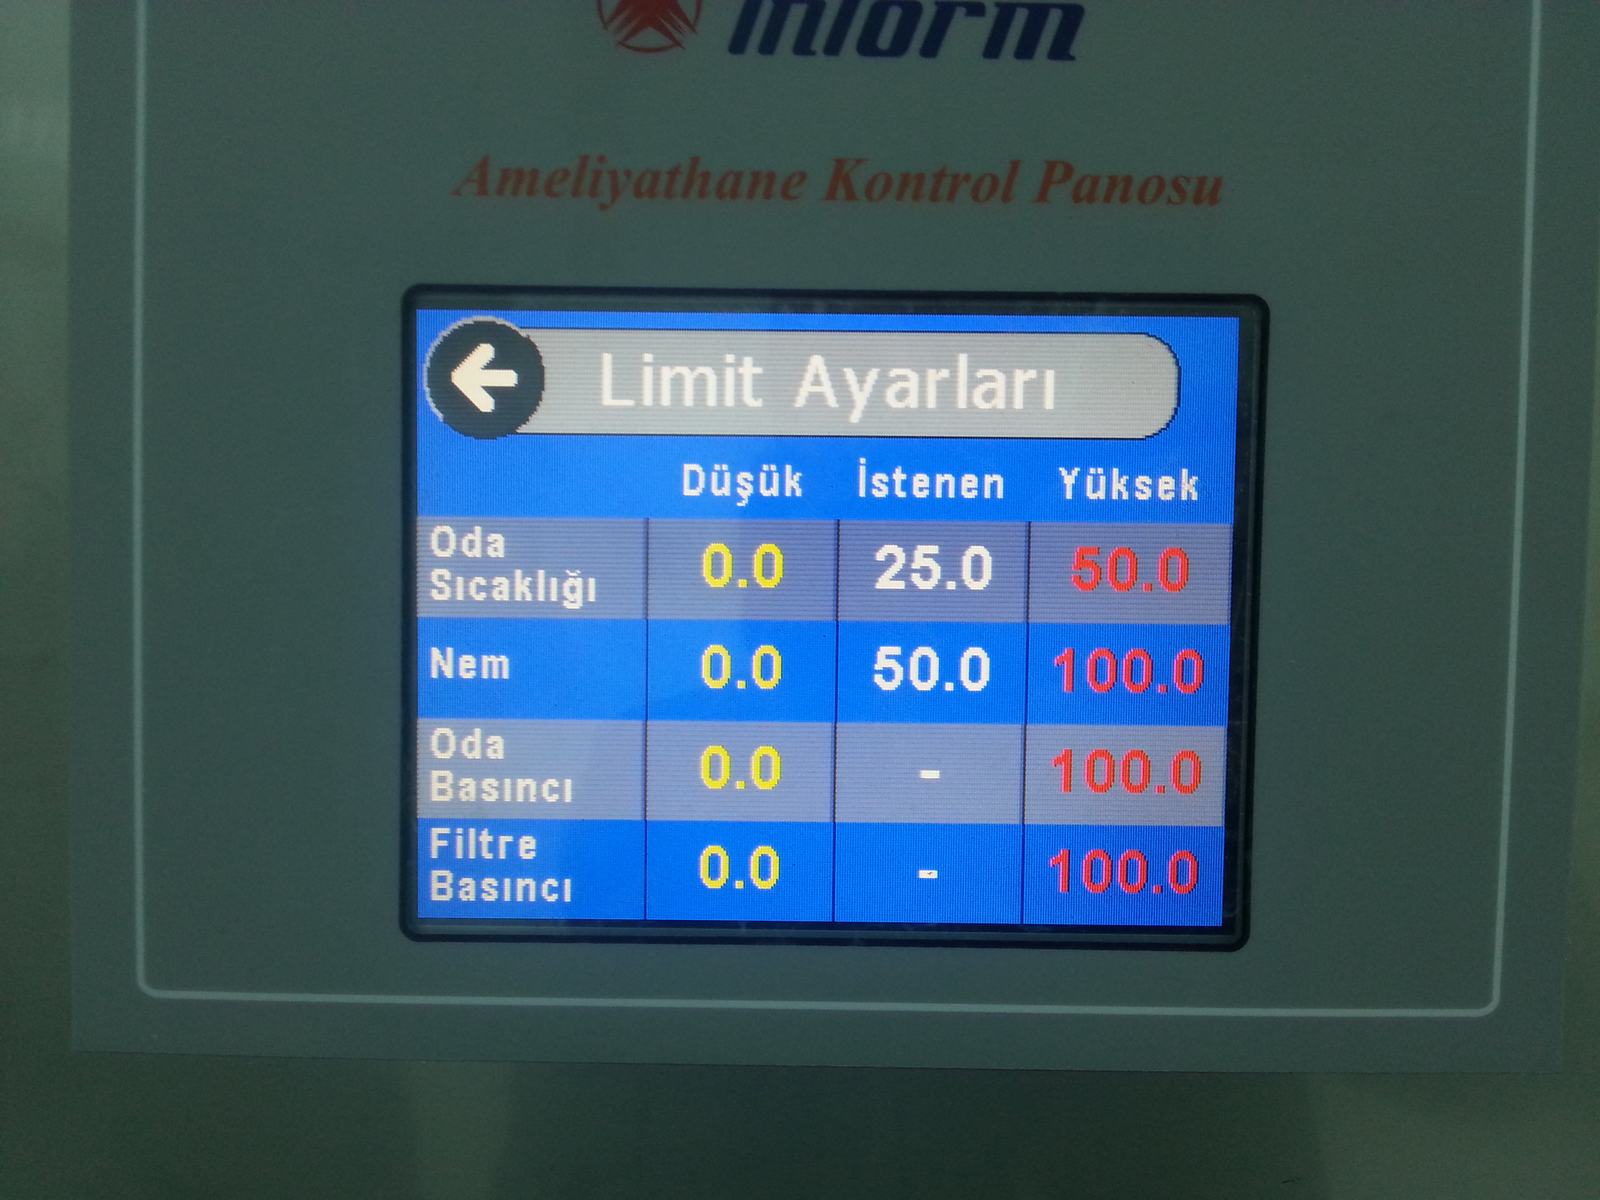 inform
Ameliyathane Kontrol Panosu
Limit Ayarları
Düşük İstenen Yüksek
Oda
Sıcaklığı 0.0 25.0 50.0
Nem 0.0 50.0 100.0
Oda
Basıncı 0.0 - 100.0
Filtre
Basıncı 0.0 - 100.0